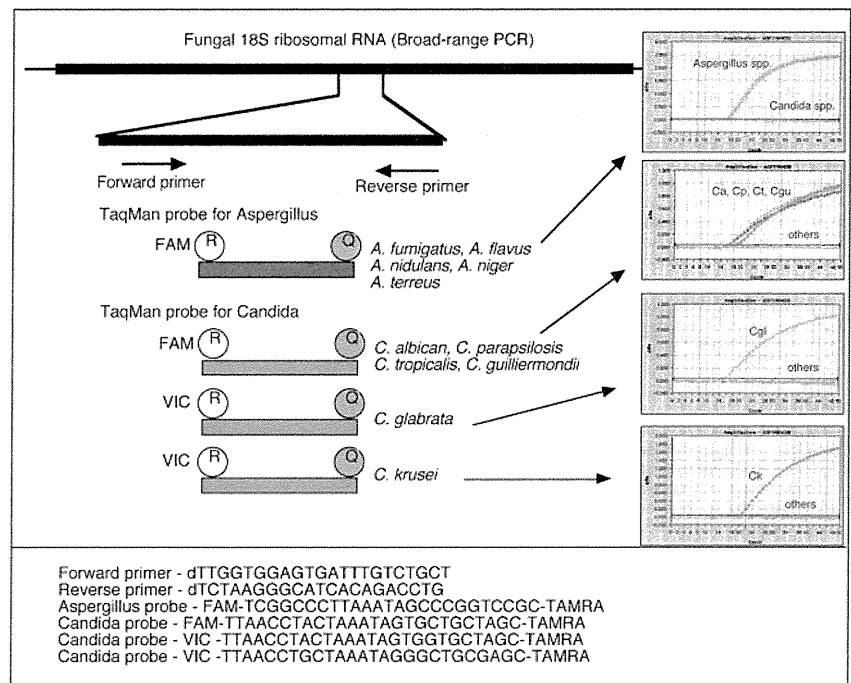 Fungal 18S ribosomal RNA (Broad-range PCR)
Forward primer
Reverse primer
TaqMan probe for Aspergillus
FAM R Q
A. fumigatus, A. flavus
A. nidulans, A. niger
A. terreus
TaqMan probe for Candida
FAM R Q
C. albican, C. parapsilosis
C. tropicalis, C. guilliermondii
VIC R Q
C. glabrata
VIC R Q
C. krusei
Aspergillus spp.
Candida spp.
Ca, Cp, Ct, Cgu
others
Cgl
others
Ck
others
Forward primer - dTTGGTGGAGTGATTTGTCTGCT
Reverse primer - dTCTAAGGGCATCACAGACCTG
Aspergillus probe - FAM-TCGGCCCTTAAATAGCCCGGTCCGC-TAMRA
Candida probe - FAM-TTAACCTACTAAATAGTGCTGCTAGC-TAMRA
Candida probe - VIC -TTAACCTACTAAATAGTGGTGCTAGC-TAMRA
Candida probe - VIC -TTAACCTGCTAAATAGGGCTGCGAGC-TAMRA